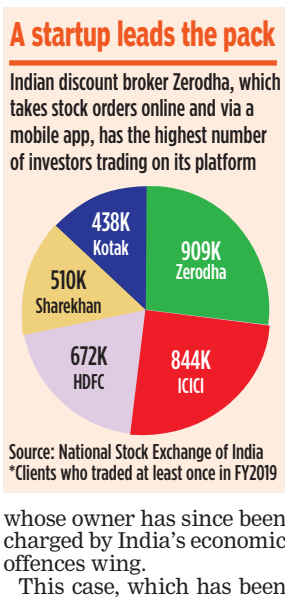 A startup leads the pack
Indian discount broker Zerodha, which
takes stock orders online and via a
mobile app, has the highest number
of investors trading on its platform
438K
Kotak
909K
Zerodha
510K
Sharekhan
672K
HDFC
844K
ICICI
Source: National Stock Exchange of India
*Clients who traded at least once in FY2019
whose owner has since been
charged by India's economic
offences wing.
This case, which has been